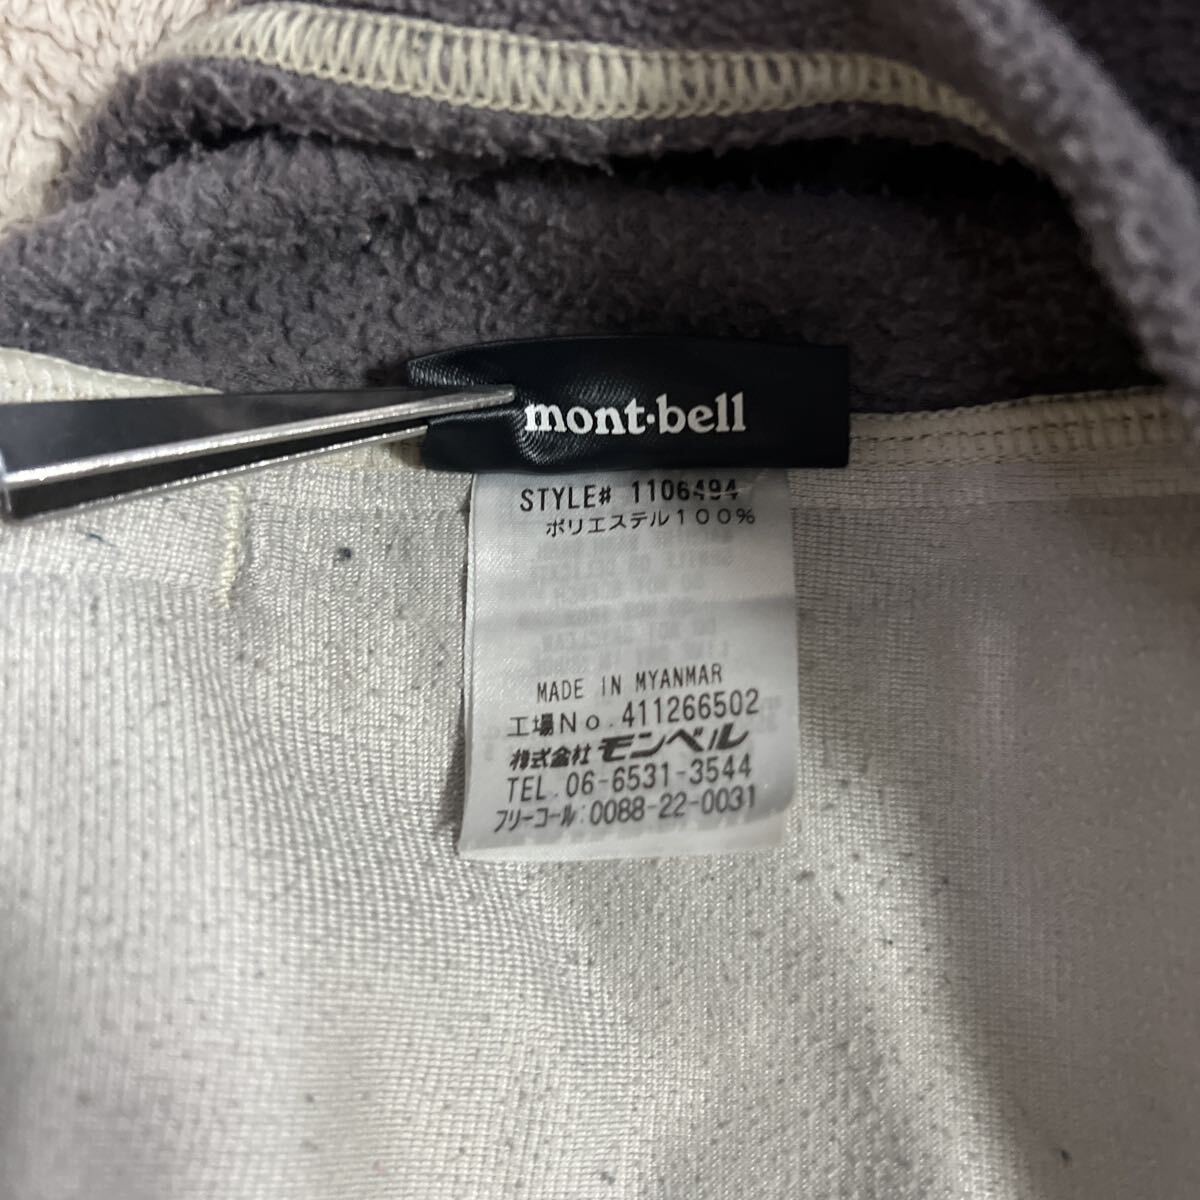 mont·bell
STYLE# 1106494
ポリエステル100%
MADE IN MYANMAR
工場No.411266502
株式会社 モンベル
TEL.06-6531-3544
フリーコール:0088-22-0031